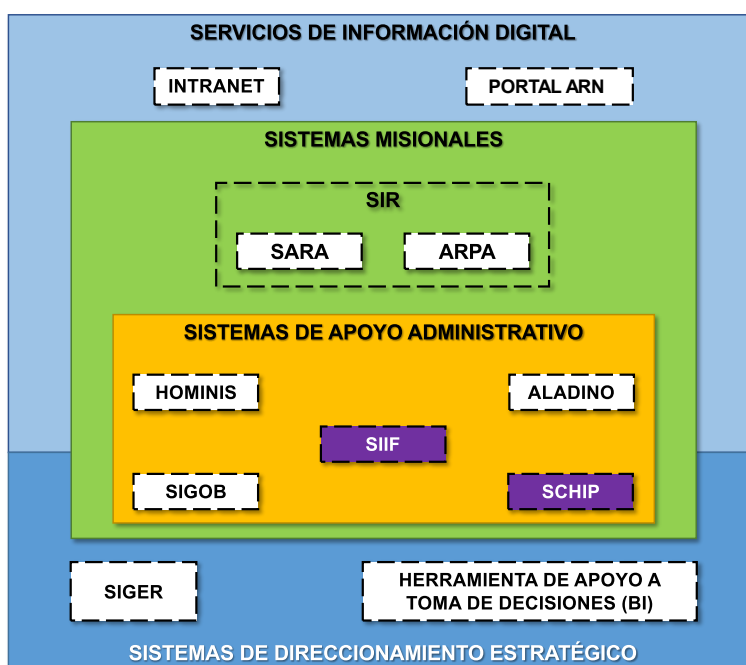 SERVICIOS DE INFORMACIÓN DIGITAL
INTRANET
PORTAL ARN
SISTEMAS MISIONALES
SIR
SARA
ARPA
SISTEMAS DE APOYO ADMINISTRATIVO
HOMINIS
ALADINO
SIIF
SIGOB
SCHIP
SIGER
HERRAMIENTA DE APOYO A
TOMA DE DECISIONES (BI)
SISTEMAS DE DIRECCIONAMIENTO ESTRATÉGICO